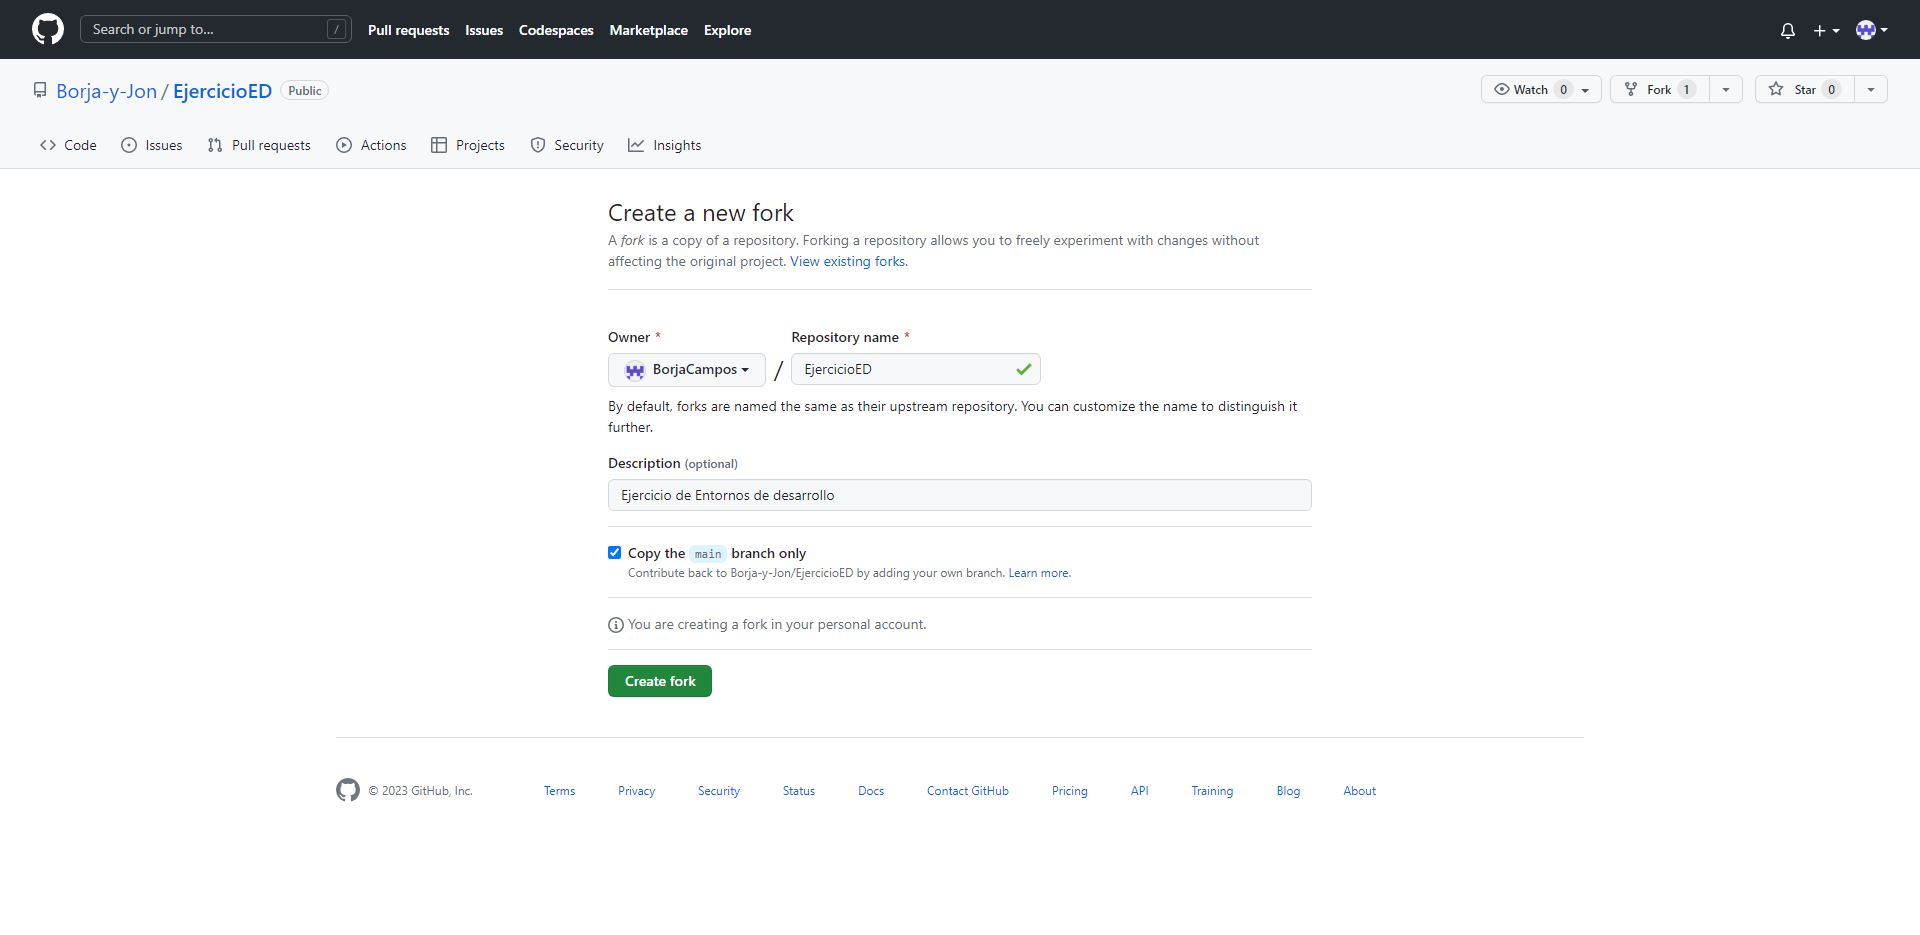 Search or jump to... /
Pull requests Issues Codespaces Marketplace Explore
Borja-y-Jon / EjercicioED Public
Watch 0 Fork 1 Star 0
Code Issues Pull requests Actions Projects Security Insights
Create a new fork
A fork is a copy of a repository. Forking a repository allows you to freely experiment with changes without
affecting the original project. View existing forks.
Owner * Repository name *
BorjaCampos / EjercicioED
By default, forks are named the same as their upstream repository. You can customize the name to distinguish it
further.
Description (optional)
Ejercicio de Entornos de desarrollo
Copy the main branch only
Contribute back to Borja-y-Jon/EjercicioED by adding your own branch. Learn more.
You are creating a fork in your personal account.
Create fork
© 2023 GitHub, Inc. Terms Privacy Security Status Docs Contact GitHub Pricing API Training Blog About